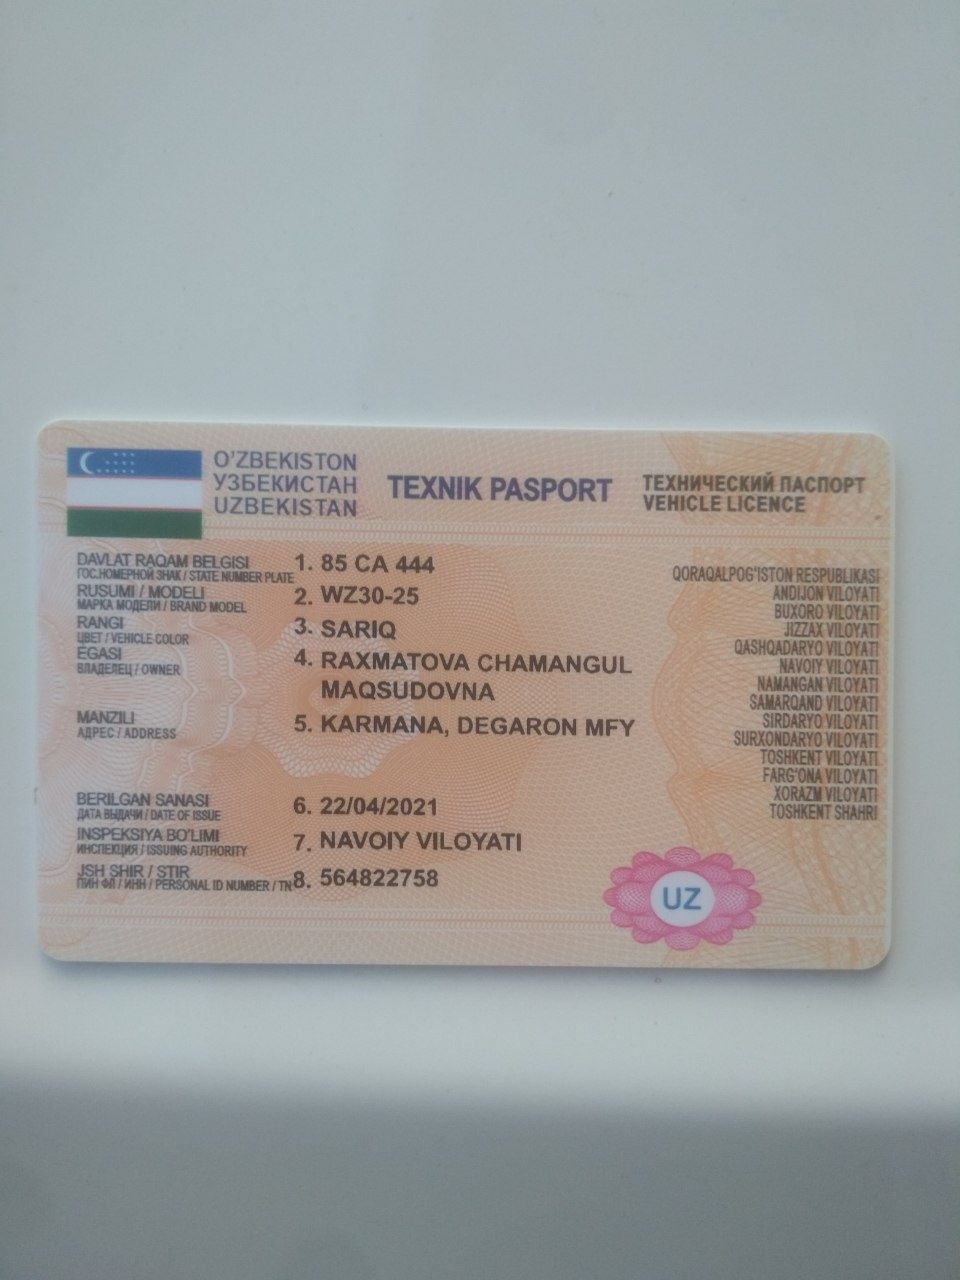 O'ZBEKISTON
УЗБЕКИСТАН
UZBEKISTAN
TEXNIK PASPORT
ТЕХНИЧЕСКИЙ ПАСПОРТ
VEHICLE LICENCE
DAVLAT RAQAM BELGISI 1. 85 CA 444
ГОС.НОМЕРНОЙ ЗНАК / STATE NUMBER PLATE
RUSUMI / MODELI 2. WZ30-25
МАРКА МОДЕЛИ / BRAND MODEL
RANGI 3. SARIQ
ЦВЕТ / VEHICLE COLOR
EGASI 4. RAXMATOVA CHAMANGUL
ВЛАДЕЛЕЦ / OWNER
MAQSUDOVNA
MANZILI 5. KARMANA, DEGARON MFY
АДРЕС / ADDRESS
BERILGAN SANASI 6. 22/04/2021
ДАТА ВЫДАЧИ / DATE OF ISSUE
INSPEKSIYA BO'LIMI 7. NAVOIY VILOYATI
ИНСПЕКЦИЯ / ISSUING AUTHORITY
JSH SHIR / STIR 8. 564822758
ПИН ФЛ / ИНН / PERSONAL ID NUMBER / TN
QORAQALPOG'ISTON RESPUBLIKASI
ANDIJON VILOYATI
BUXORO VILOYATI
JIZZAX VILOYATI
QASHQADARYO VILOYATI
NAVOIY VILOYATI
NAMANGAN VILOYATI
SAMARQAND VILOYATI
SIRDARYO VILOYATI
SURXONDARYO VILOYATI
TOSHKENT VILOYATI
FARG'ONA VILOYATI
XORAZM VILOYATI
TOSHKENT SHAHRI
UZ